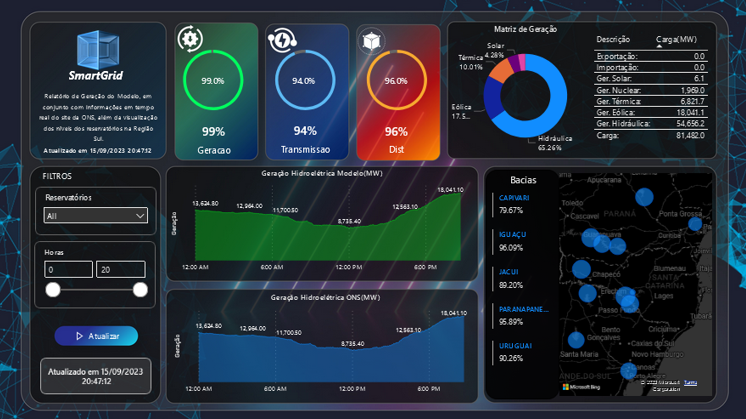 SmartGrid
Relatório de Geração do Modelo, em
conjunto com informações em tempo
real do site da ONS, além da visualização
dos níveis dos reservatórios na Região
Sul.
Atualizado em 15/09/2023 20:47:12
99.0%
99%
Geracao
94.0%
94%
Transmissao
96.0%
96%
Dist
Matriz de Geração
Solar
4.28%
Térmica
10.01%
Eólica
17.5...
Hidráulica
65.26%
Descrição Carga(MW)
Exportação: 0.0
Importação: 0.0
Ger. Solar: 6.1
Ger. Nuclear: 1,969.0
Ger. Térmica: 6,821.7
Ger. Eólica: 18,041.1
Ger. Hidráulica: 54,656.2
Carga: 81,482.0
FILTROS
Reservatórios
All
Horas
0 20
Atualizar
Atualizado em 15/09/2023
20:47:12
Geração Hidroelétrica Modelo(MW)
Geração
13,624.80 12,964.00 11,700.50 8,735.40 12,563.10 18,041.10
12:00 AM 6:00 AM 12:00 PM 6:00 PM
Geração Hidroelétrica ONS(MW)
Geração
13,624.80 12,964.00 11,700.50 8,735.40 12,563.10 18,041.10
12:00 AM 6:00 AM 12:00 PM 6:00 PM
Bacias
CAPIVARI
79.67%
IGUAÇU
96.09%
JACUI
89.20%
PARANAPANE...
95.89%
URUGUAI
90.26%
Apucarana
Toledo
Cascavel
PARANÁ
Ponta Grossa
Chapecó
Blumenau
SANTA
CATARINA
Lages
Passo
Bento
Gonçalves
Criciúma
Caxias do Sul
Santa Maria
Novo Hamburgo
Canoas
Porto Alegre
Microsoft Bing
© 2023 Microsoft Terms
Corporation